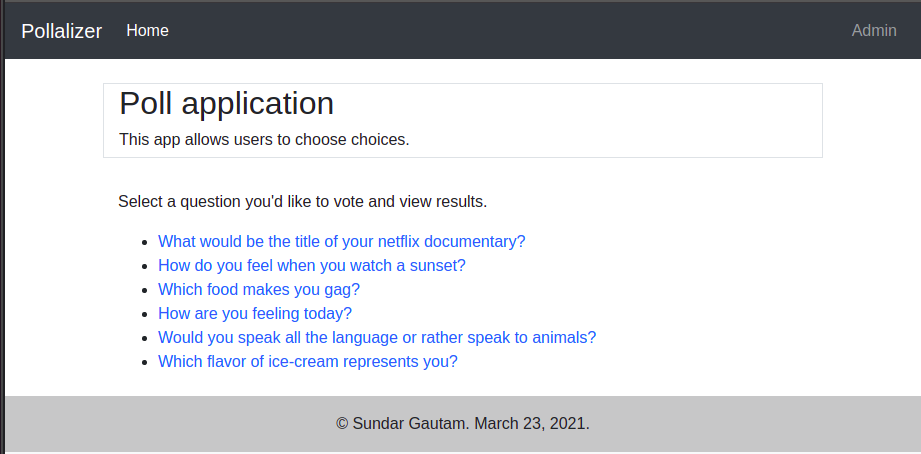 Pollalizer Home Admin
Poll application
This app allows users to choose choices.
Select a question you'd like to vote and view results.
What would be the title of your netflix documentary?
How do you feel when you watch a sunset?
Which food makes you gag?
How are you feeling today?
Would you speak all the language or rather speak to animals?
Which flavor of ice-cream represents you?
© Sundar Gautam. March 23, 2021.